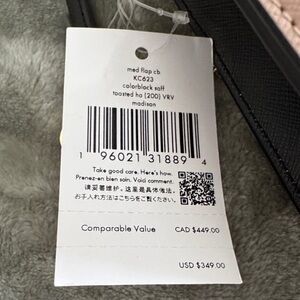 med flap cb
KC623
colorblock saff
toasted ha (200) VRV
madison
1 96021 31889 4
Take good care. Here's how.
Prenez-en bien soin. Voici comment.
请妥善维护。这里是具体做法。
お手入れ方法はこちらをご覧ください。
Comparable Value CAD $449.00
USD $349.00